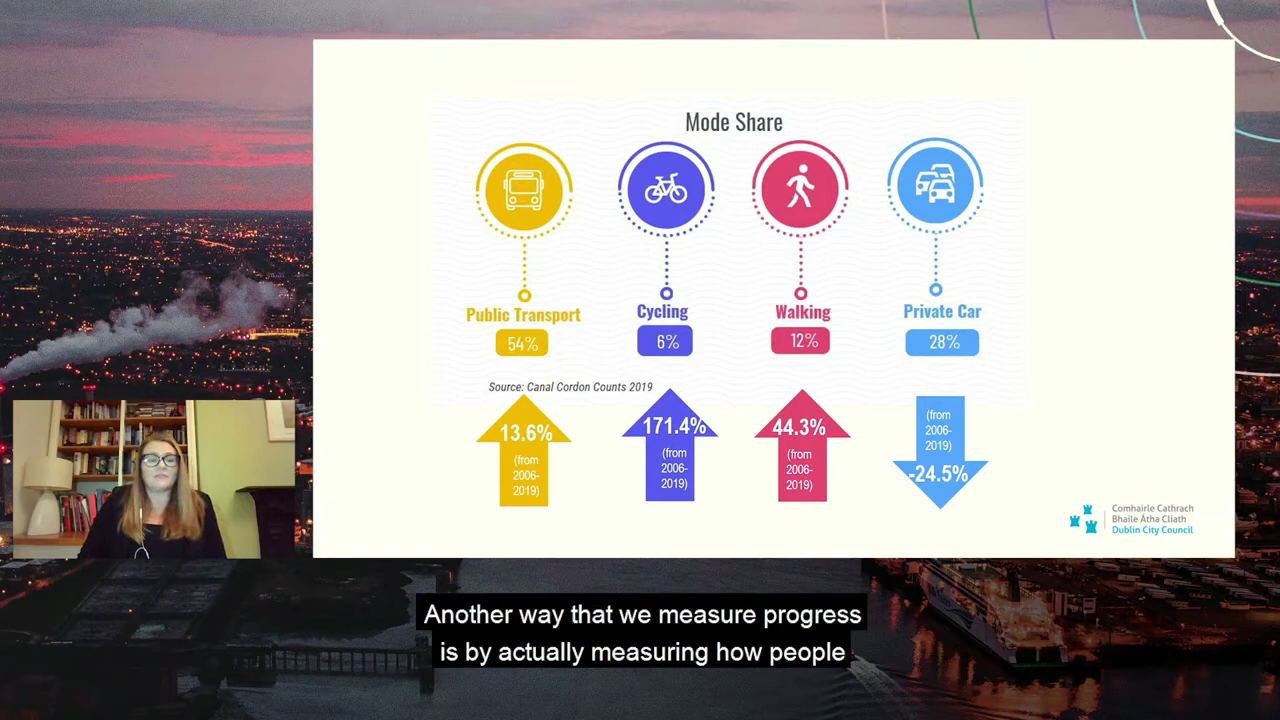 Mode Share
Public Transport
Cycling
Walking
Private Car
54%
6%
12%
28%
Source: Canal Cordon Counts 2019
13.6%
(from
2006-
2019)
171.4%
(from
2006-
2019)
44.3%
(from
2006-
2019)
(from
2006-
2019)
-24.5%
Comhairle Cathrach
Bhaile Átha Cliath
Dublin City Council
Another way that we measure progress
is by actually measuring how people